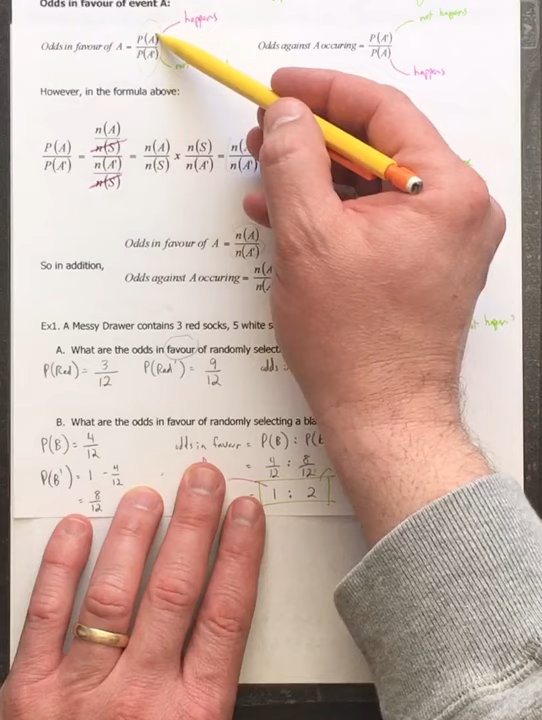 Odds in favour of event A:
happens
not happens
Odds in favour of A = P(A) / P(A')
Odds against A occuring = P(A') / P(A)
happens
However, in the formula above:
P(A) / P(A') = (n(A) / n(S)) / (n(A') / n(S)) = n(A) / n(S) x n(S) / n(A') = n(A / n(A')
Odds in favour of A = n(A) / n(A')
So in addition,
Odds against A occuring =
Ex1. A Messy Drawer contains 3 red socks, 5 white s
A. What are the odds in favour of randomly select
P(Red) = 3/12 P(Red') = 9/12 odds
B. What are the odds in favour of randomly selecting a bla
P(B) = 4/12 odds in favour = P(B) : P(B
P(B') = 1 - 4/12 = 4/12 : 8/12
= 8/12 1 : 2